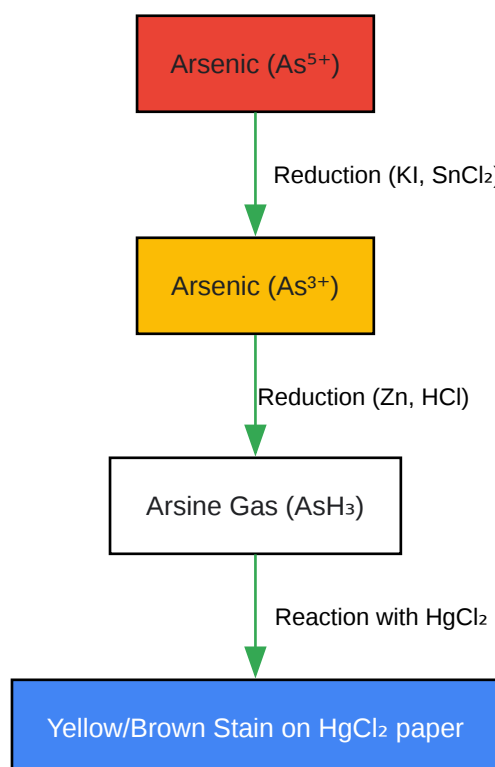 Arsenic (As⁵⁺)
Reduction (KI, SnCl₂)
Arsenic (As³⁺)
Reduction (Zn, HCl)
Arsine Gas (AsH₃)
Reaction with HgCl₂
Yellow/Brown Stain on HgCl₂ paper